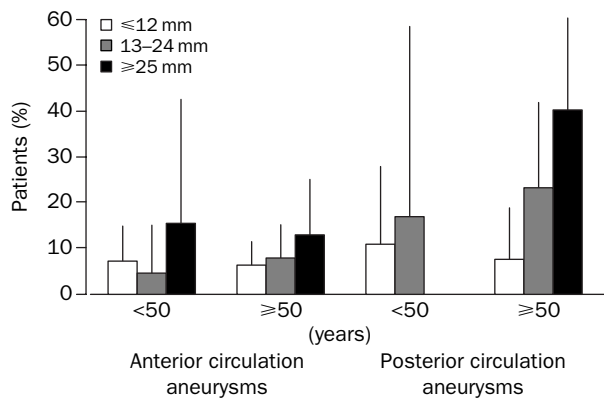 60
50
40
30
20
10
0
Patients (%)
⩽12 mm
13–24 mm
⩾25 mm
<50
⩾50
<50
⩾50
(years)
Anterior circulation
aneurysms
Posterior circulation
aneurysms